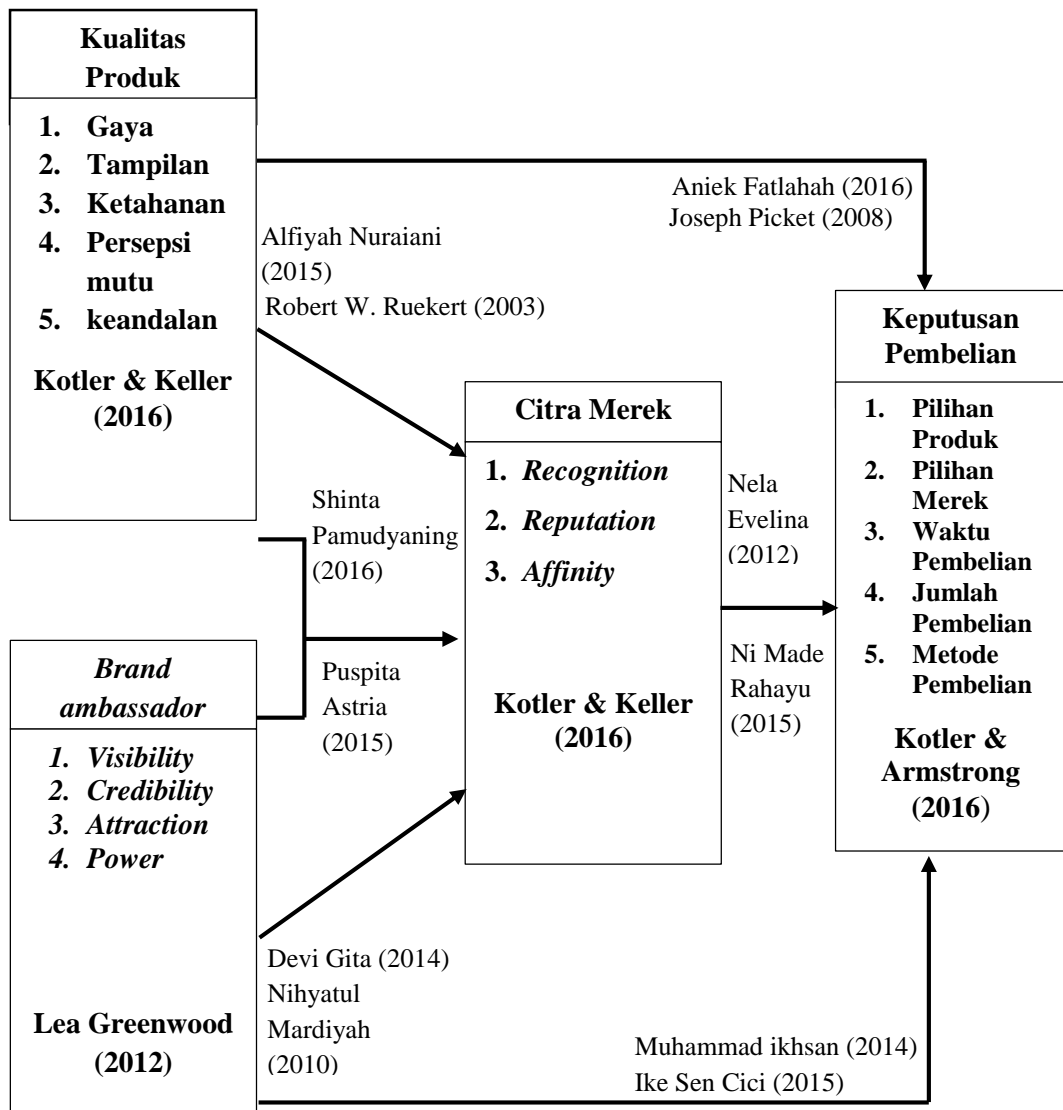 Kualitas
Produk
1. Gaya
2. Tampilan
3. Ketahanan
4. Persepsi
mutu
5. keandalan
Kotler & Keller
(2016)
Aniek Fatlahah (2016)
Joseph Picket (2008)
Alfiyah Nuraiani
(2015)
Robert W. Ruekert (2003)
Shinta
Pamudyaning
(2016)
Puspita
Astria
(2015)
Brand
ambassador
1. Visibility
2. Credibility
3. Attraction
4. Power
Lea Greenwood
(2012)
Devi Gita (2014)
Nihyatul
Mardiyah
(2010)
Citra Merek
1. Recognition
2. Reputation
3. Affinity
Kotler & Keller
(2016)
Nela
Evelina
(2012)
Ni Made
Rahayu
(2015)
Keputusan
Pembelian
1. Pilihan
Produk
2. Pilihan
Merek
3. Waktu
Pembelian
4. Jumlah
Pembelian
5. Metode
Pembelian
Kotler &
Armstrong
(2016)
Muhammad ikhsan (2014)
Ike Sen Cici (2015)